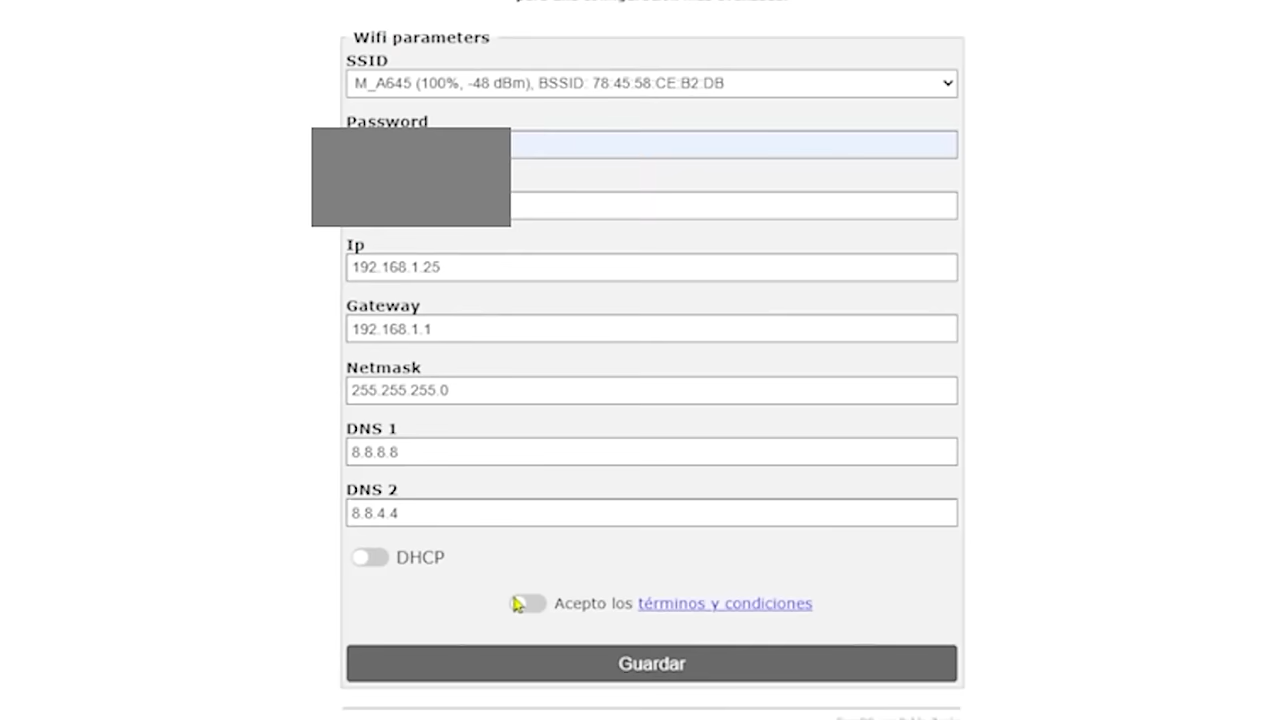 Wifi parameters
SSID
M_A645 (100%, -48 dBm), BSSID: 78:45:58:CE:B2:DB
Password
Ip
192.168.1.25
Gateway
192.168.1.1
Netmask
255.255.255.0
DNS 1
8.8.8.8
DNS 2
8.8.4.4
DHCP
Acepto los términos y condiciones
Guardar